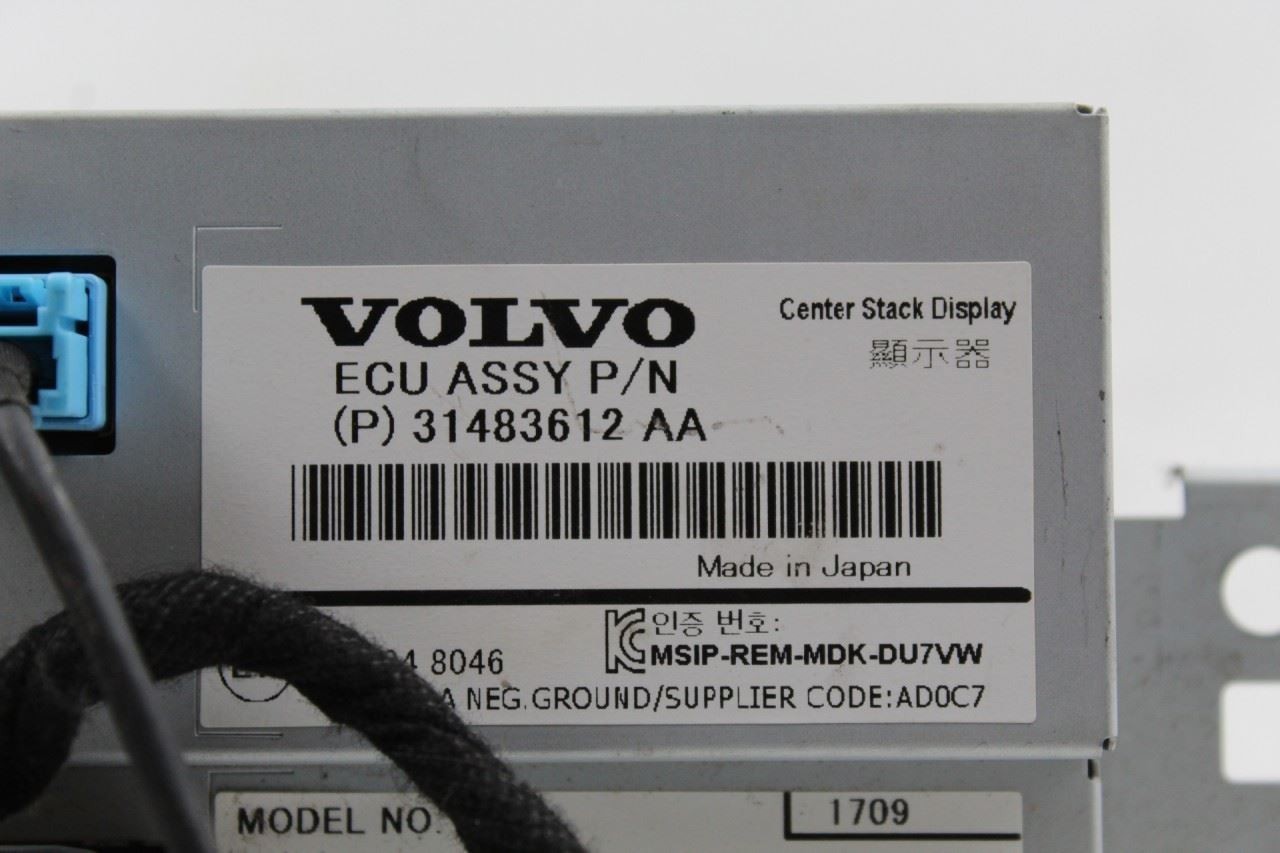 VOLVO
Center Stack Display
顯示器
ECU ASSY P/N
(P) 31483612 AA
Made in Japan
인증 번호:
8046
MSIP-REM-MDK-DU7VW
A NEG.GROUND/SUPPLIER CODE:AD0C7
MODEL NO.
1709